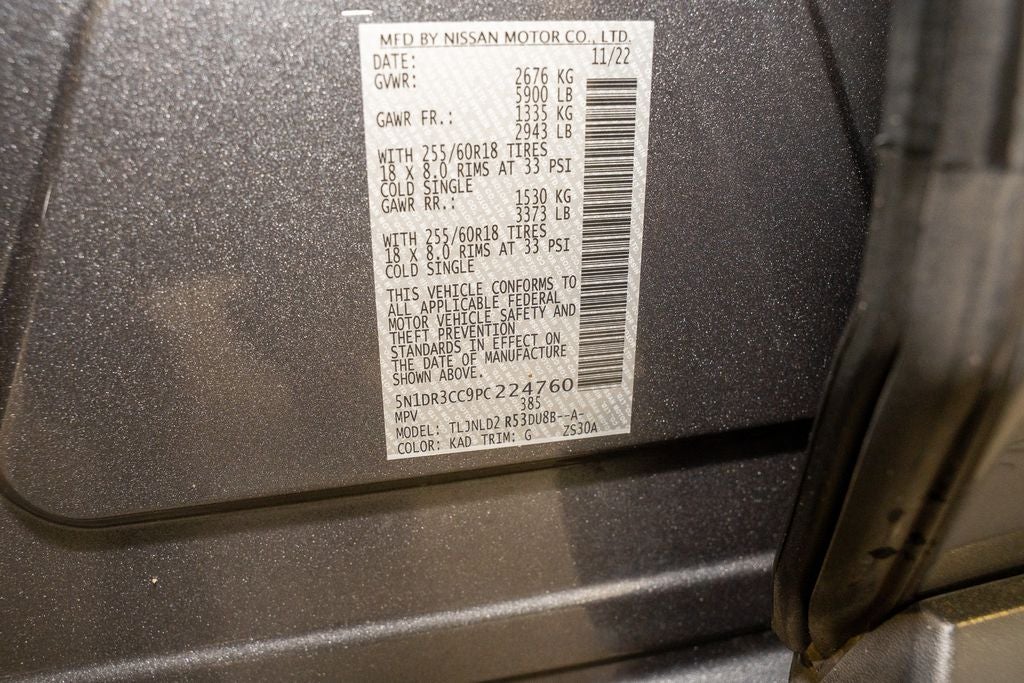 MFD BY NISSAN MOTOR CO., LTD.
DATE: 11/22
GVWR: 2676 KG
5900 LB
GAWR FR.: 1335 KG
2943 LB
WITH 255/60R18 TIRES
18 X 8.0 RIMS AT 33 PSI
COLD SINGLE
GAWR RR.: 1530 KG
3373 LB
WITH 255/60R18 TIRES
18 X 8.0 RIMS AT 33 PSI
COLD SINGLE
THIS VEHICLE CONFORMS TO
ALL APPLICABLE FEDERAL
MOTOR VEHICLE SAFETY AND
THEFT PREVENTION
STANDARDS IN EFFECT ON
THE DATE OF MANUFACTURE
SHOWN ABOVE.
5N1DR3CC9PC224760
MPV 385
MODEL: TLJNLD2 R53DU8B--A-
COLOR: KAD TRIM: G ZS30A